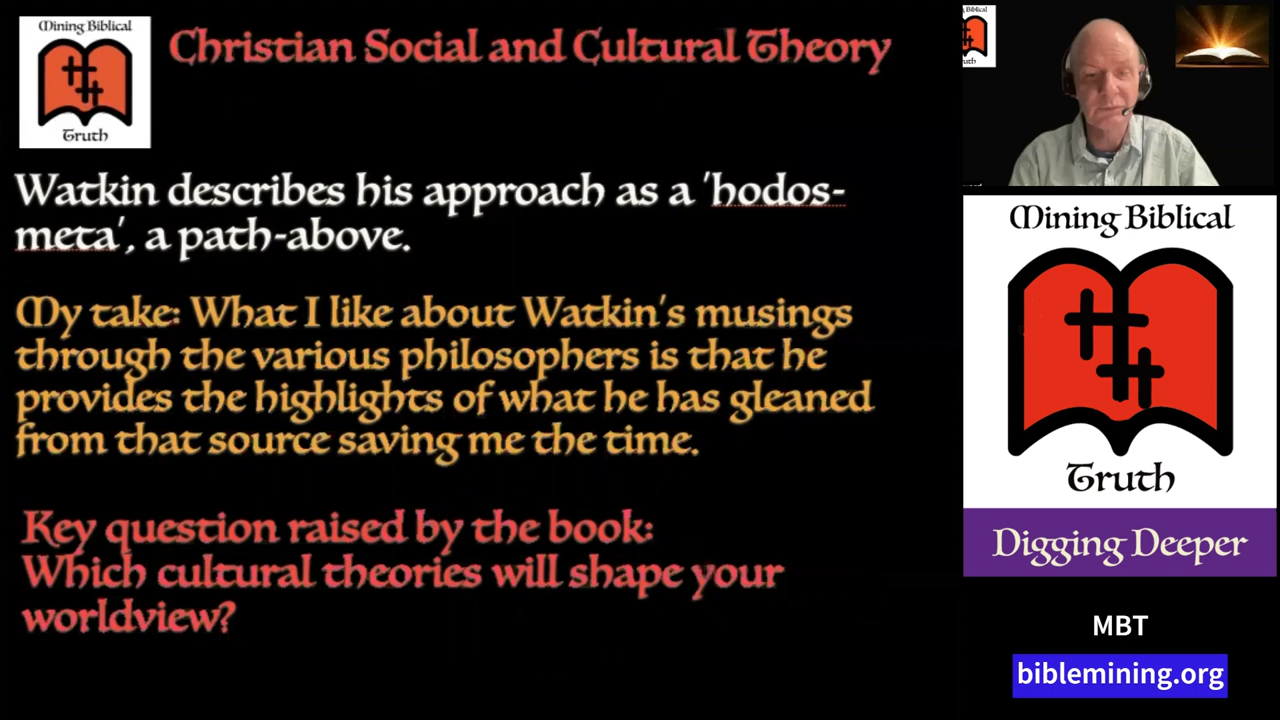 Mining Biblical
Truth
Christian Social and Cultural Theory
Watkin describes his approach as a 'hodos-
meta', a path-above.
My take: What I like about Watkin's musings
through the various philosophers is that he
provides the highlights of what he has gleaned
from that source saving me the time.
Key question raised by the book:
Which cultural theories will shape your
worldview?
Mining Biblical
Truth
Digging Deeper
MBT
biblemining.org